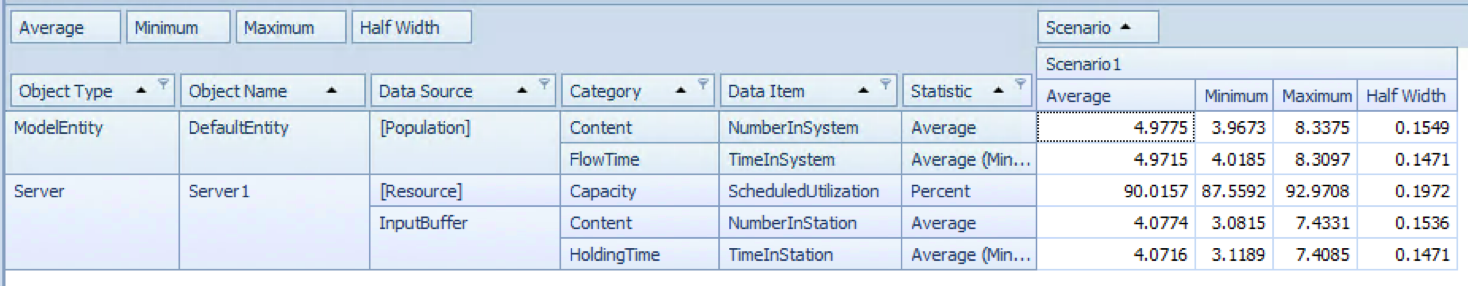 Average Minimum Maximum Half Width Scenario
Scenario1
Object Type Object Name Data Source Category Data Item Statistic Average Minimum Maximum Half Width
ModelEntity DefaultEntity [Population] Content NumberInSystem Average 4.9775 3.9673 8.3375 0.1549
FlowTime TimeInSystem Average (Min... 4.9715 4.0185 8.3097 0.1471
Server Server1 [Resource] Capacity ScheduledUtilization Percent 90.0157 87.5592 92.9708 0.1972
InputBuffer Content NumberInStation Average 4.0774 3.0815 7.4331 0.1536
HoldingTime TimeInStation Average (Min... 4.0716 3.1189 7.4085 0.1471